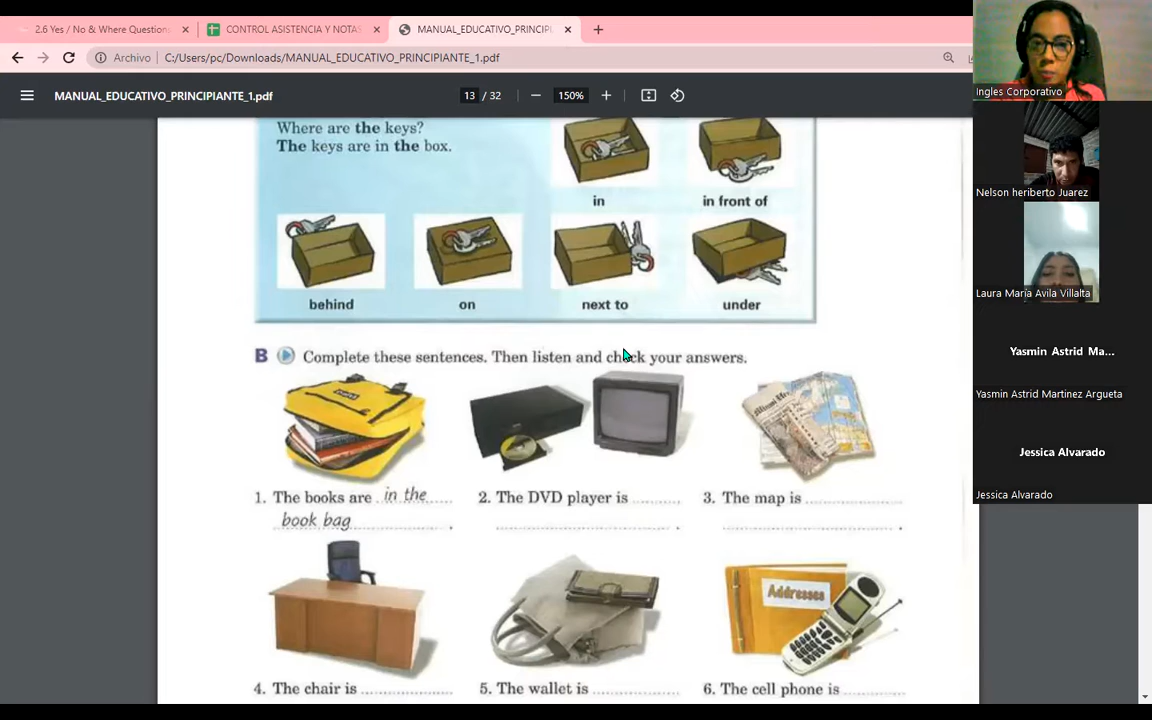 2.6 Yes / No & Where Questions
CONTROL ASISTENCIA Y NOTAS
MANUAL_EDUCATIVO_PRINCIPI
Archivo
C:/Users/pc/Downloads/MANUAL_EDUCATIVO_PRINCIPIANTE_1.pdf
MANUAL_EDUCATIVO_PRINCIPIANTE_1.pdf
13 / 32
150%
Where are the keys?
The keys are in the box.
in
in front of
behind
on
next to
under
B Complete these sentences. Then listen and check your answers.
1. The books are in the
book bag .
2. The DVD player is
.
3. The map is
.
Addresses
4. The chair is
5. The wallet is
6. The cell phone is
Ingles Corporativo
Nelson heriberto Juarez
Laura María Avila Villalta
Yasmin Astrid Ma...
Yasmin Astrid Martinez Argueta
Jessica Alvarado
Jessica Alvarado